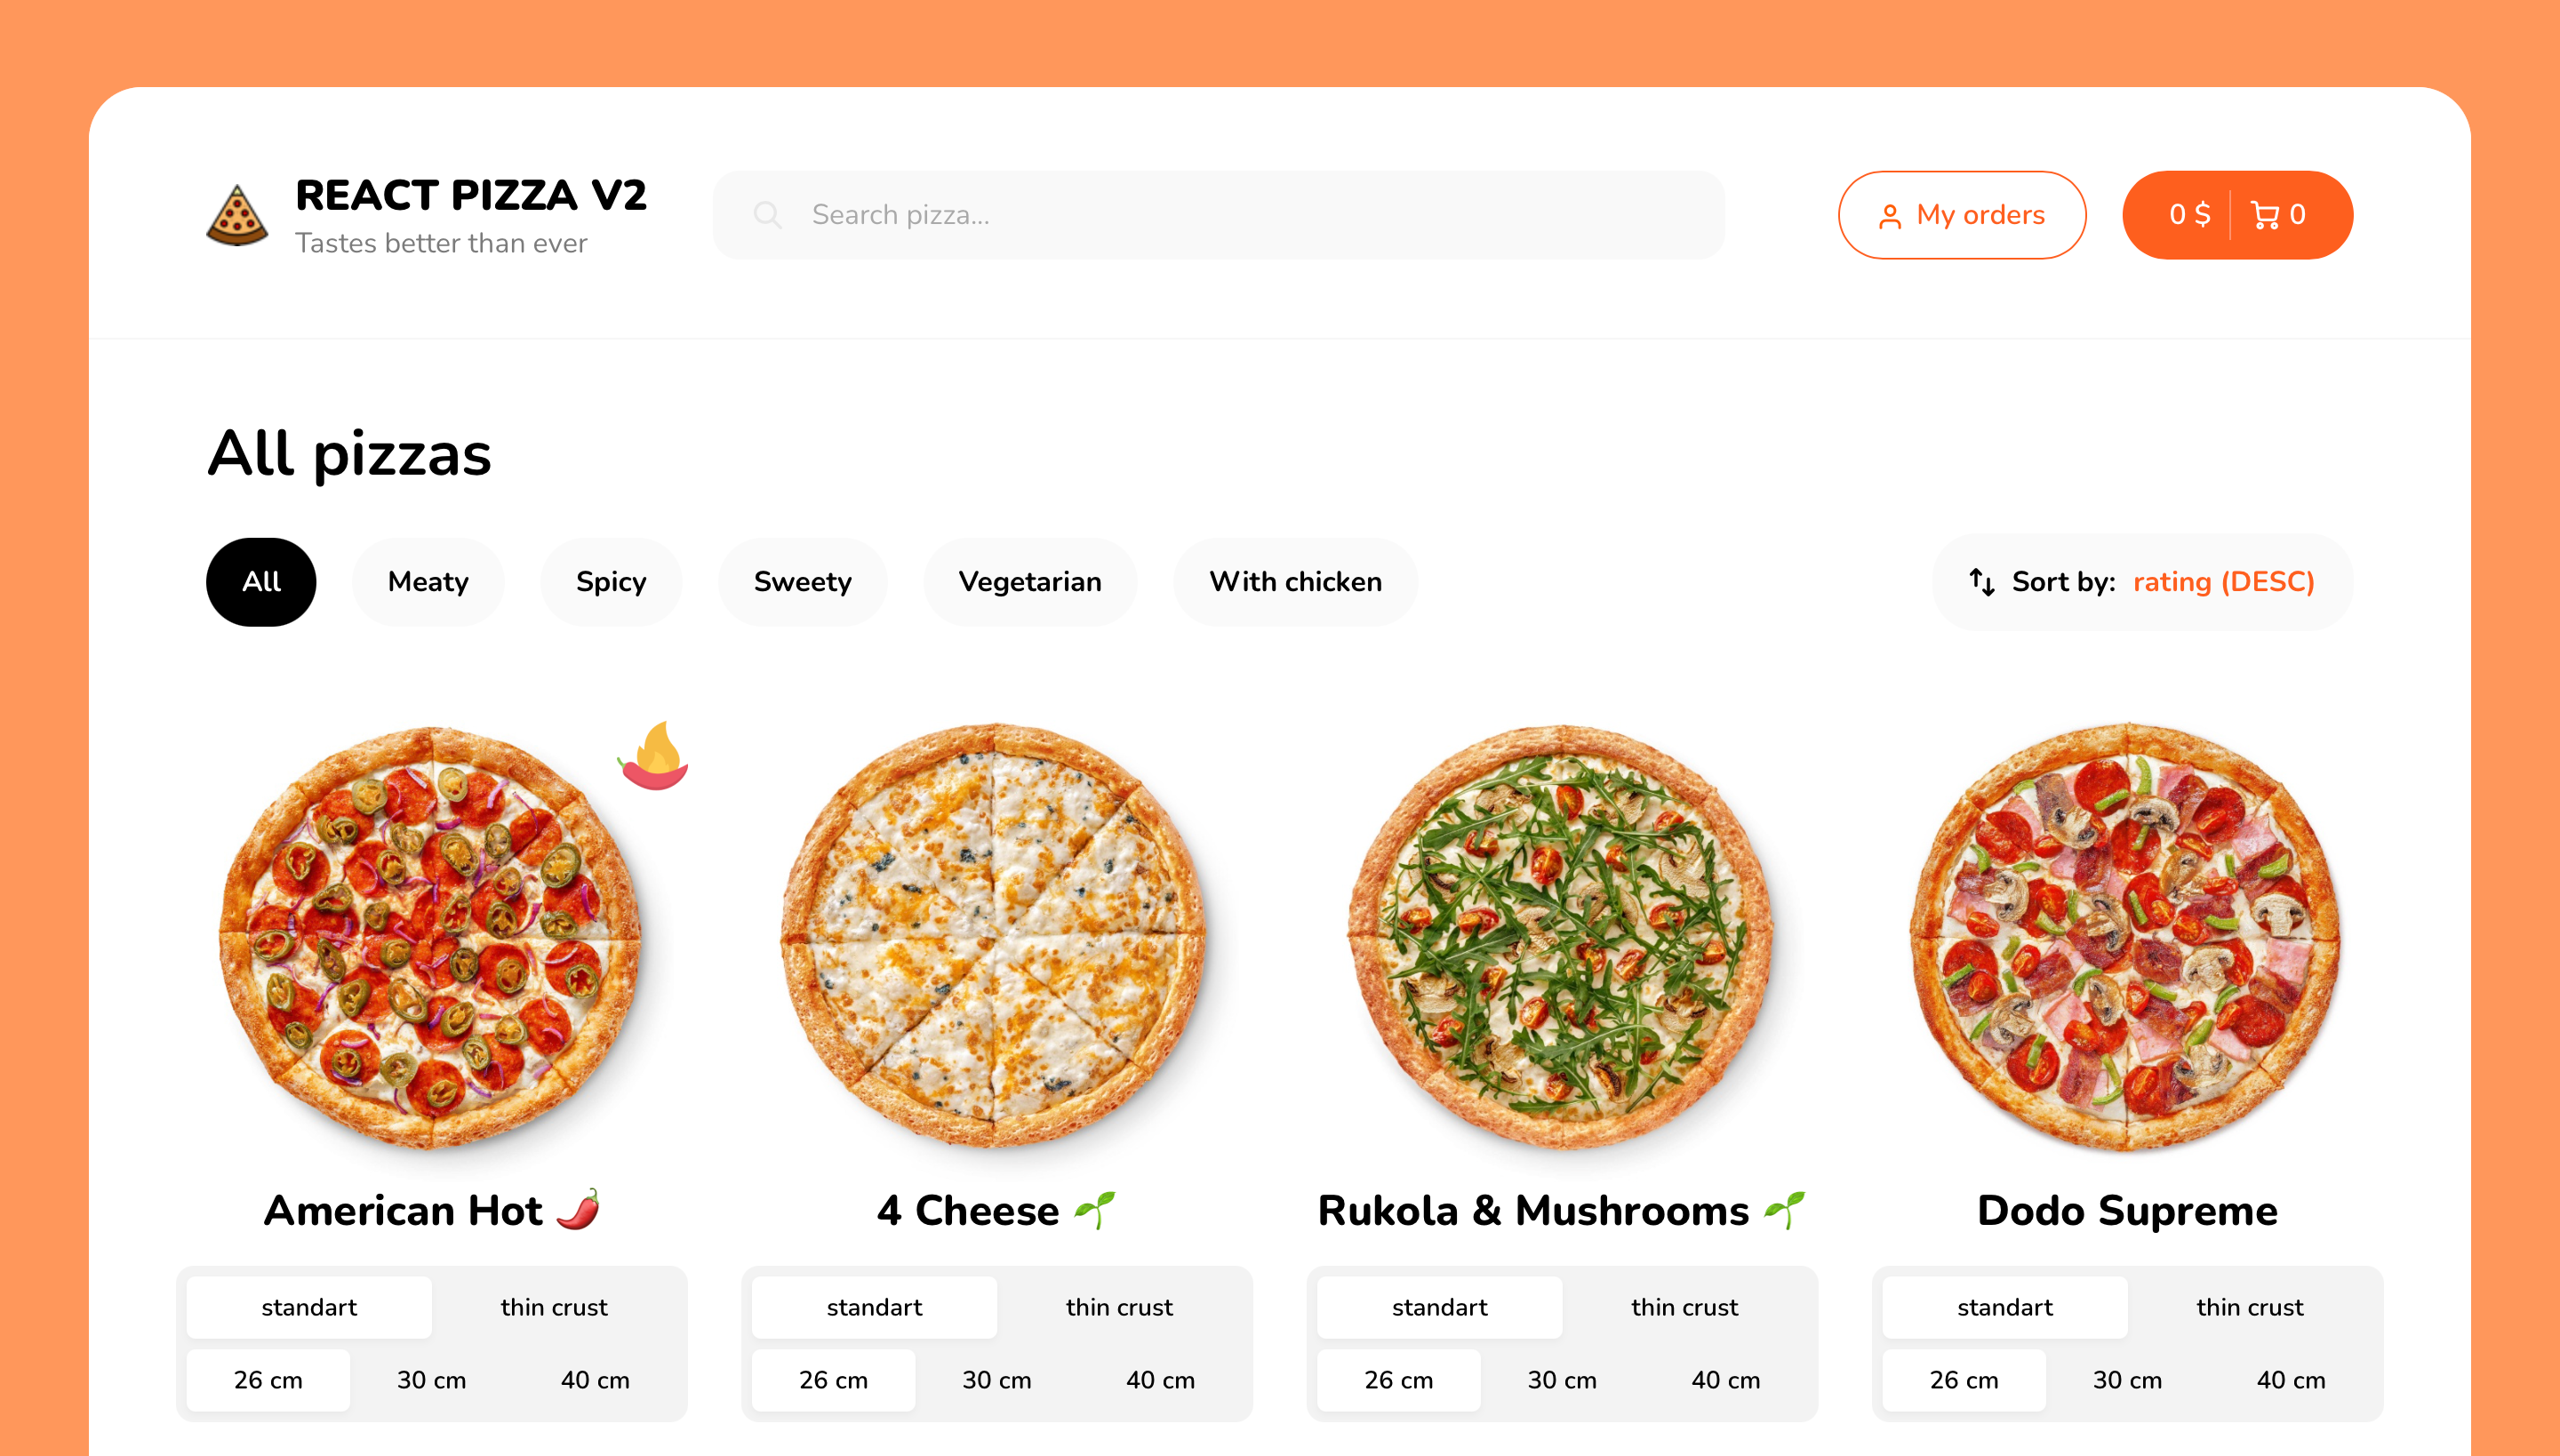 REACT PIZZA V2
Tastes better than ever
Search pizza...
My orders
0 $ 0
All pizzas
All Meaty Spicy Sweety Vegetarian With chicken
Sort by: rating (DESC)
American Hot 🌶️
4 Cheese 🌱
Rukola & Mushrooms 🌱
Dodo Supreme
standart thin crust
26 cm 30 cm 40 cm
standart thin crust
26 cm 30 cm 40 cm
standart thin crust
26 cm 30 cm 40 cm
standart thin crust
26 cm 30 cm 40 cm